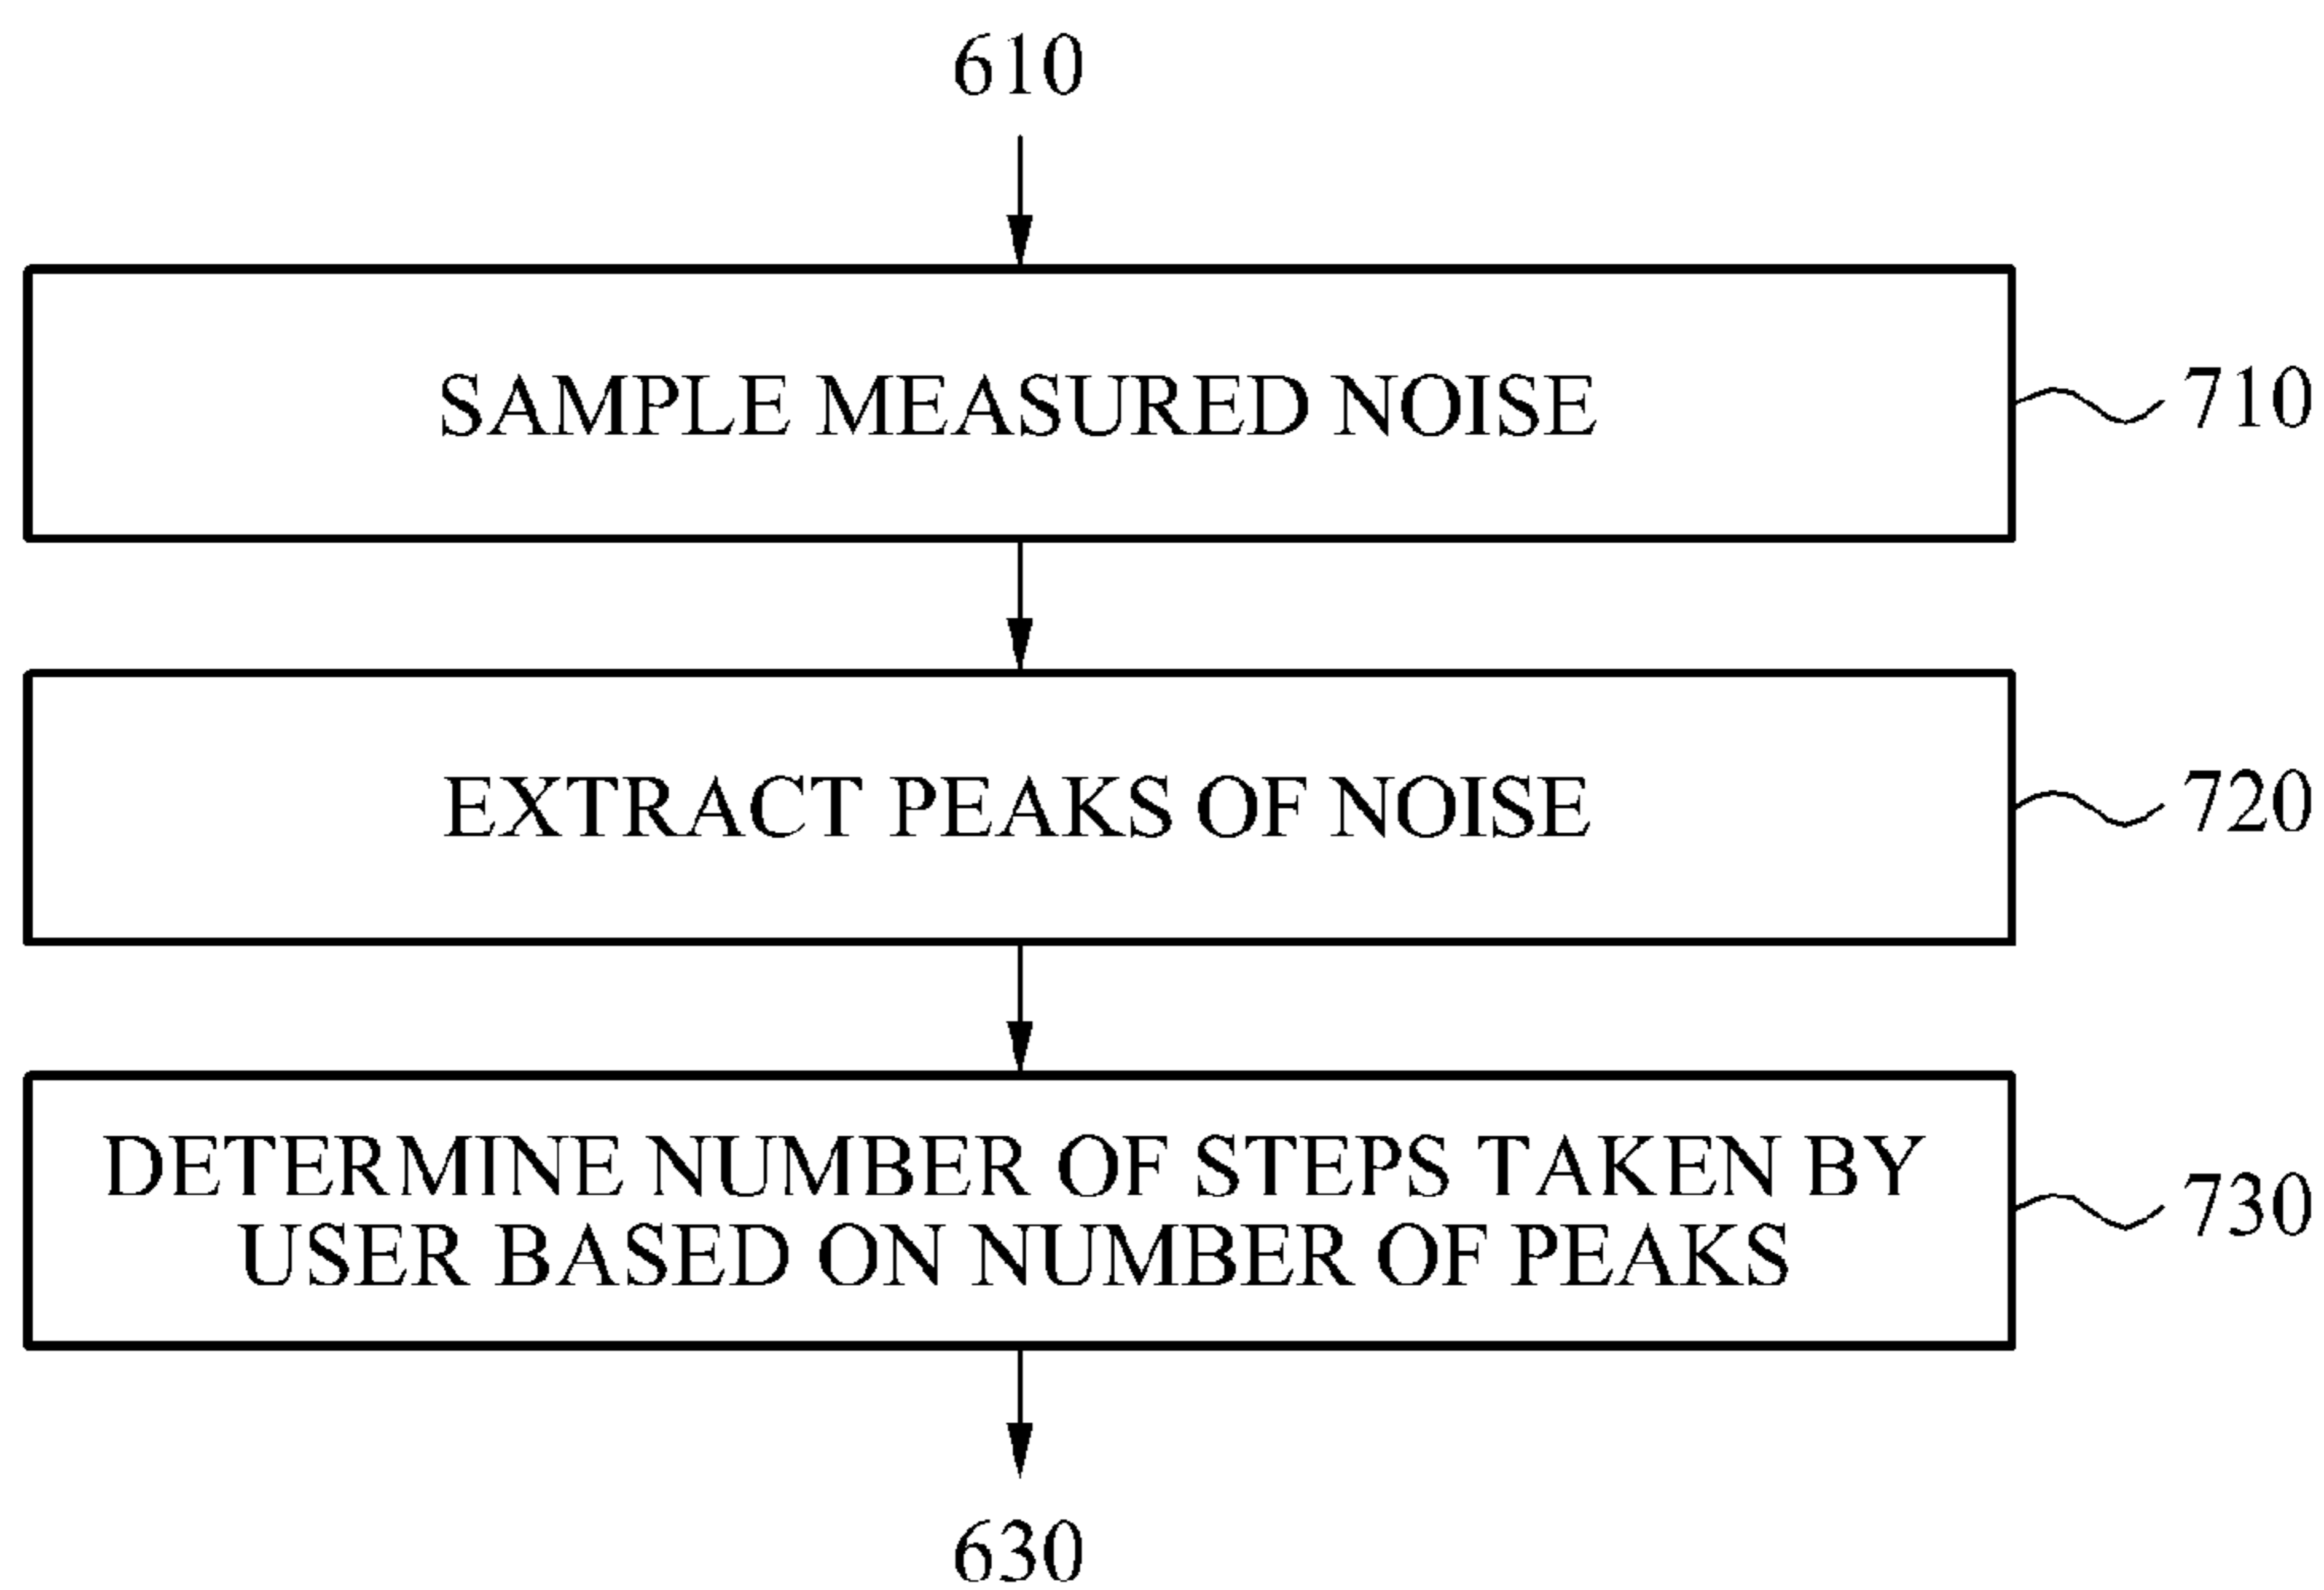 610
SAMPLE MEASURED NOISE
710
EXTRACT PEAKS OF NOISE
720
DETERMINE NUMBER OF STEPS TAKEN BY
USER BASED ON NUMBER OF PEAKS
730
630